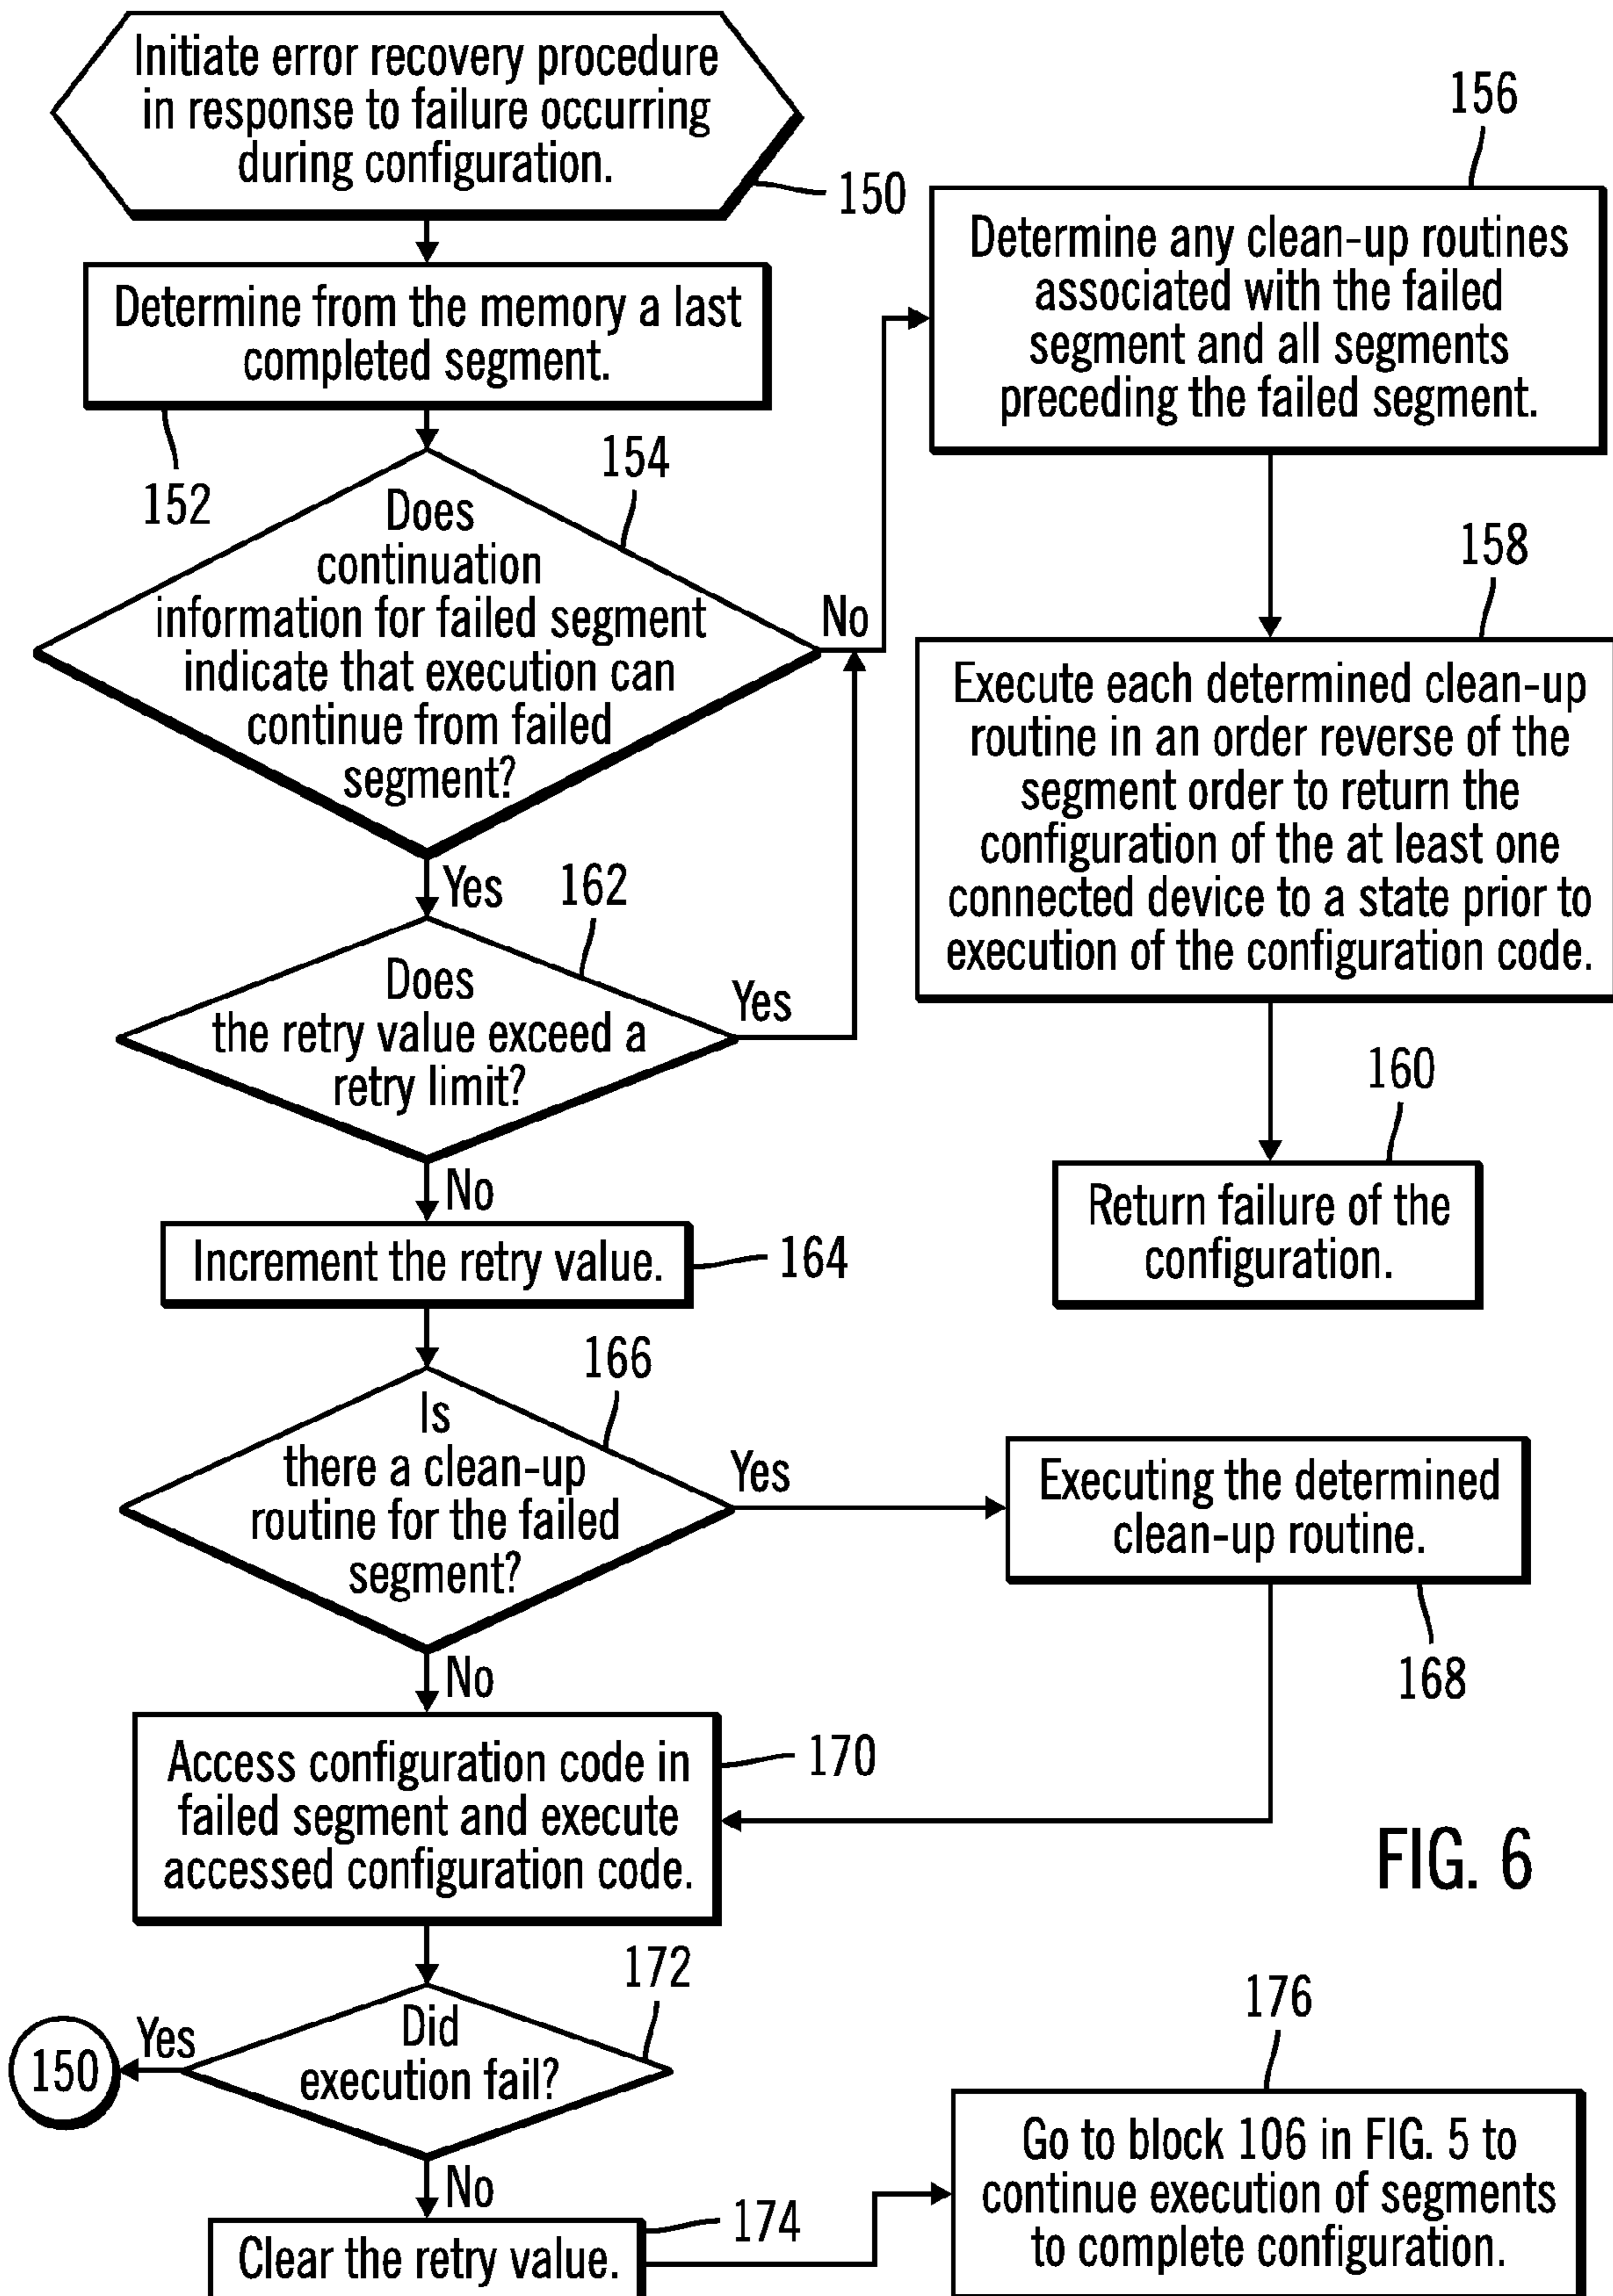 Initiate error recovery procedure
in response to failure occurring
during configuration.
150
Determine from the memory a last
completed segment.
152
154
Does
continuation
information for failed segment
indicate that execution can
continue from failed
segment?
No
Yes
156
Determine any clean-up routines
associated with the failed
segment and all segments
preceding the failed segment.
158
Execute each determined clean-up
routine in an order reverse of the
segment order to return the
configuration of the at least one
connected device to a state prior to
execution of the configuration code.
160
Return failure of the
configuration.
162
Does
the retry value exceed a
retry limit?
Yes
No
Increment the retry value.
164
166
Is
there a clean-up
routine for the failed
segment?
Yes
No
Executing the determined
clean-up routine.
168
Access configuration code in
failed segment and execute
accessed configuration code.
170
FIG. 6
172
Did
execution fail?
Yes
150
No
Clear the retry value.
174
176
Go to block 106 in FIG. 5 to
continue execution of segments
to complete configuration.